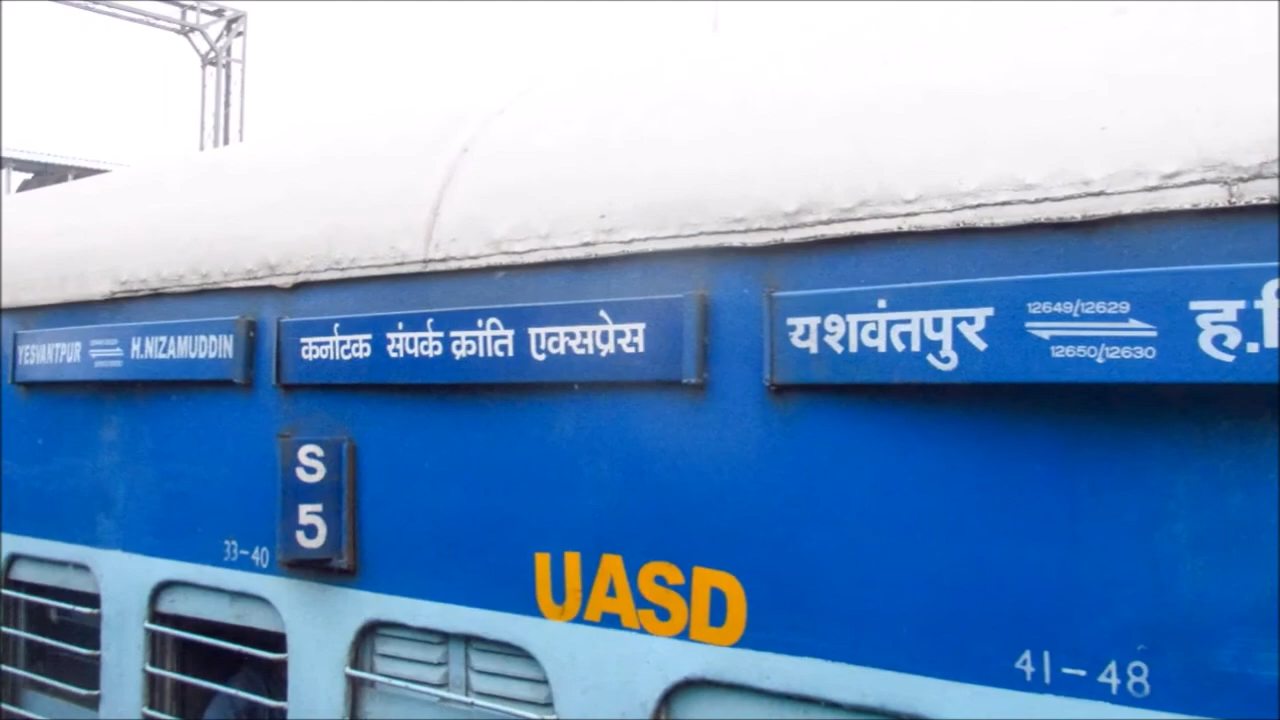 YESVANTPUR H.NIZAMUDDIN
कर्नाटक संपर्क क्रांति एक्सप्रेस
यशवंतपुर 12649/12629 ह.
12650/12630
S
5
33-40
UASD
41-48